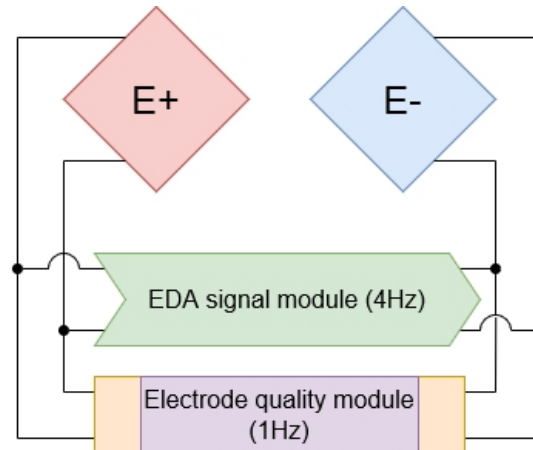 E+
E-
EDA signal module (4Hz)
Electrode quality module
(1Hz)